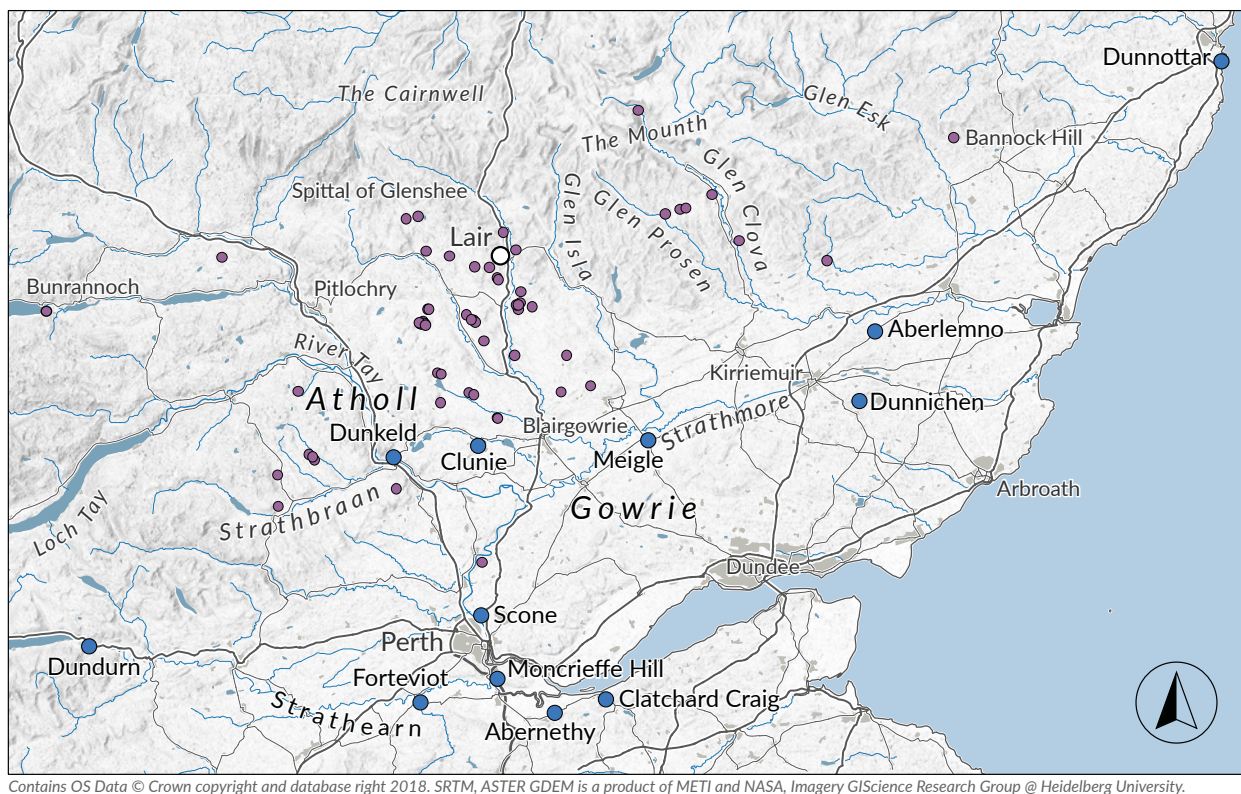 Dunnottar
The Cairnwell
Glen Esk
The Mounth
Bannock Hill
Glen Clova
Spittal of Glenshee
Glen Isla
Glen Prosen
Lair
Bunrannoch
Pitlochry
Aberlemno
River Tay
Kirriemuir
Atholl
Dunnichen
Strathmore
Dunkeld
Blairgowrie
Clunie
Meigle
Arbroath
Strathbraan
Gowrie
Loch Tay
Dundee
Scone
Perth
Dundurn
Moncrieffe Hill
Forteviot
Clatchard Craig
Strathearn
Abernethy
Contains OS Data © Crown copyright and database right 2018. SRTM, ASTER GDEM is a product of METI and NASA, Imagery GIScience Research Group @ Heidelberg University.